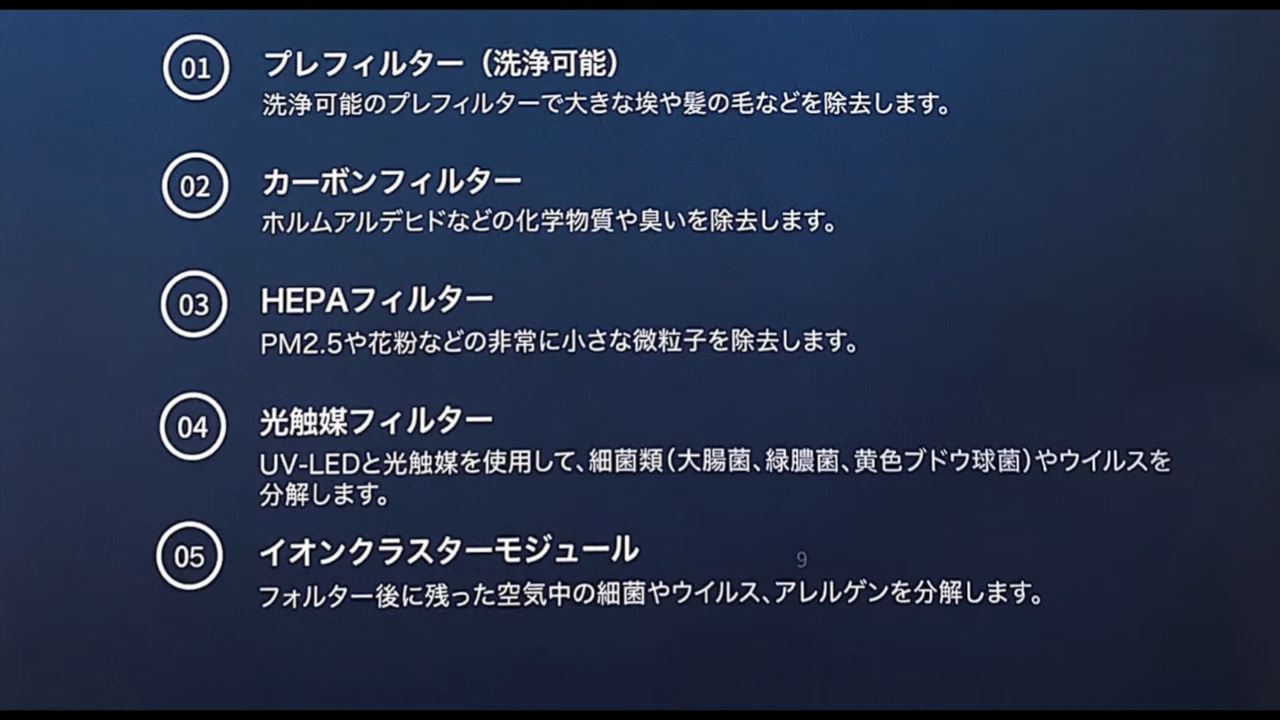 01
プレフィルター（洗浄可能）
洗浄可能のプレフィルターで大きな埃や髪の毛などを除去します。
02
カーボンフィルター
ホルムアルデヒドなどの化学物質や臭いを除去します。
03
HEPAフィルター
PM2.5や花粉などの非常に小さな微粒子を除去します。
04
光触媒フィルター
UV-LEDと光触媒を使用して、細菌類（大腸菌、緑膿菌、黄色ブドウ球菌）やウイルスを
分解します。
05
イオンクラスターモジュール
9
フォルター後に残った空気中の細菌やウイルス、アレルゲンを分解します。